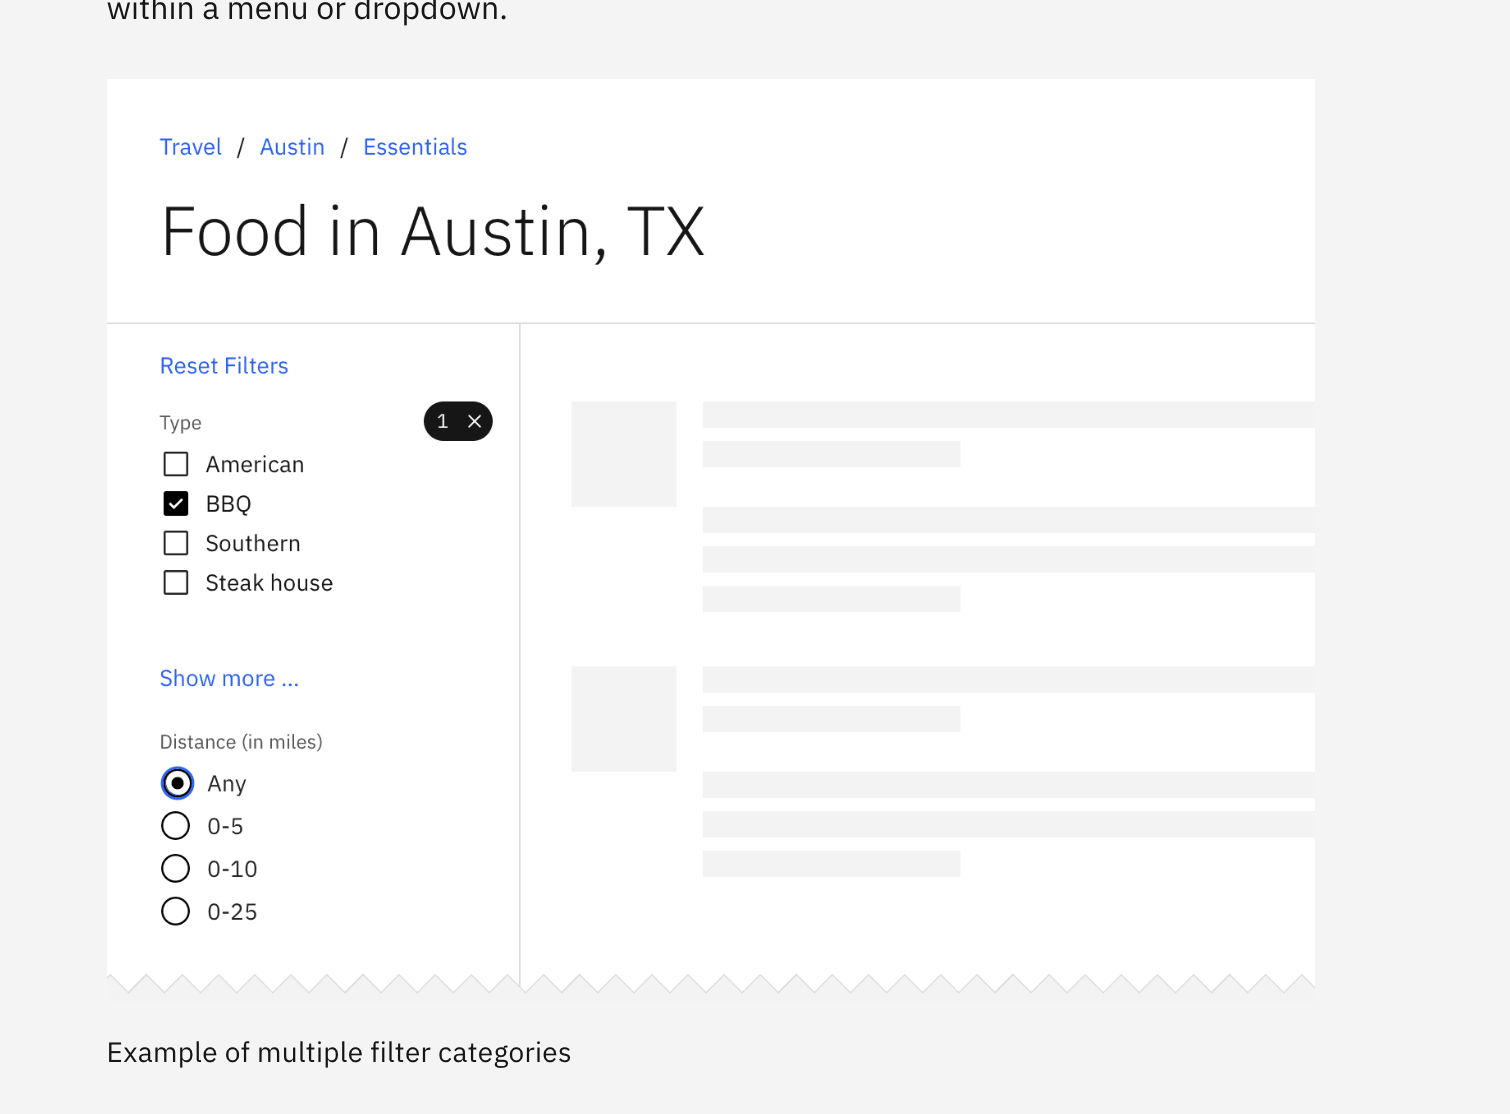 within a menu or dropdown.
Travel / Austin / Essentials
Food in Austin, TX
Reset Filters
Type 1
American
BBQ
Southern
Steak house
Show more ...
Distance (in miles)
Any
0-5
0-10
0-25
Example of multiple filter categories